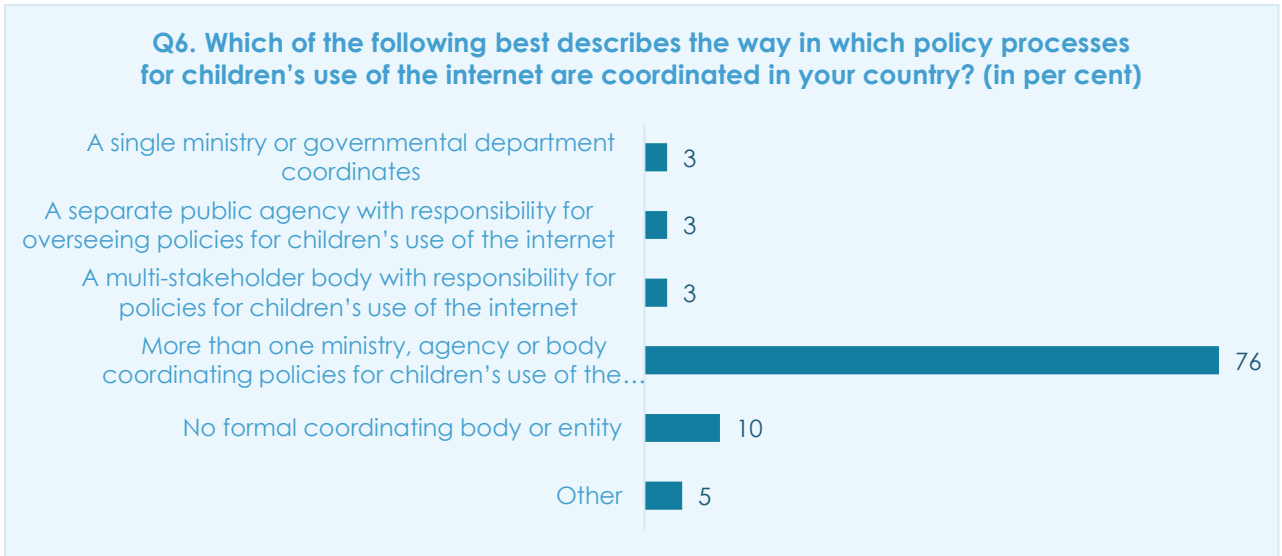 Q6. Which of the following best describes the way in which policy processes
for children’s use of the internet are coordinated in your country? (in per cent)
A single ministry or governmental department
coordinates
3
A separate public agency with responsibility for
overseeing policies for children’s use of the internet
3
A multi-stakeholder body with responsibility for
policies for children’s use of the internet
3
More than one ministry, agency or body
coordinating policies for children’s use of the…
76
No formal coordinating body or entity
10
Other
5